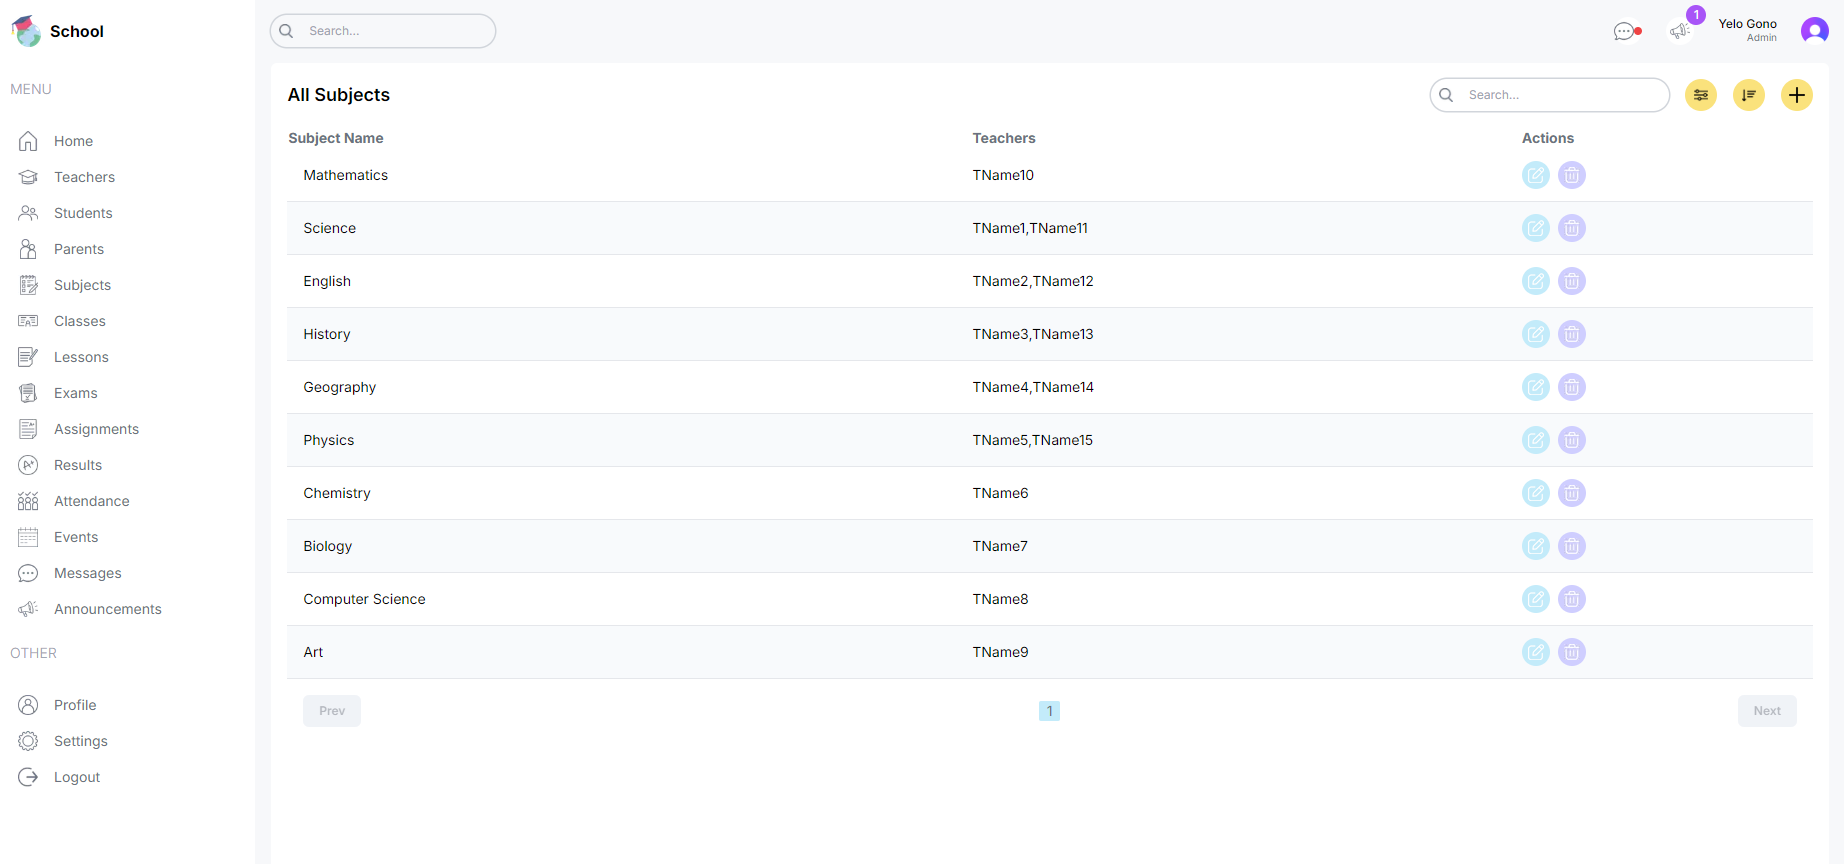 School
Search...
1
Yelo Gono
Admin
MENU
Home
Teachers
Students
Parents
Subjects
Classes
Lessons
Exams
Assignments
Results
Attendance
Events
Messages
Announcements
OTHER
Profile
Settings
Logout
All Subjects
Search...
Subject Name Teachers Actions
Mathematics TName10
Science TName1,TName11
English TName2,TName12
History TName3,TName13
Geography TName4,TName14
Physics TName5,TName15
Chemistry TName6
Biology TName7
Computer Science TName8
Art TName9
Prev 1 Next